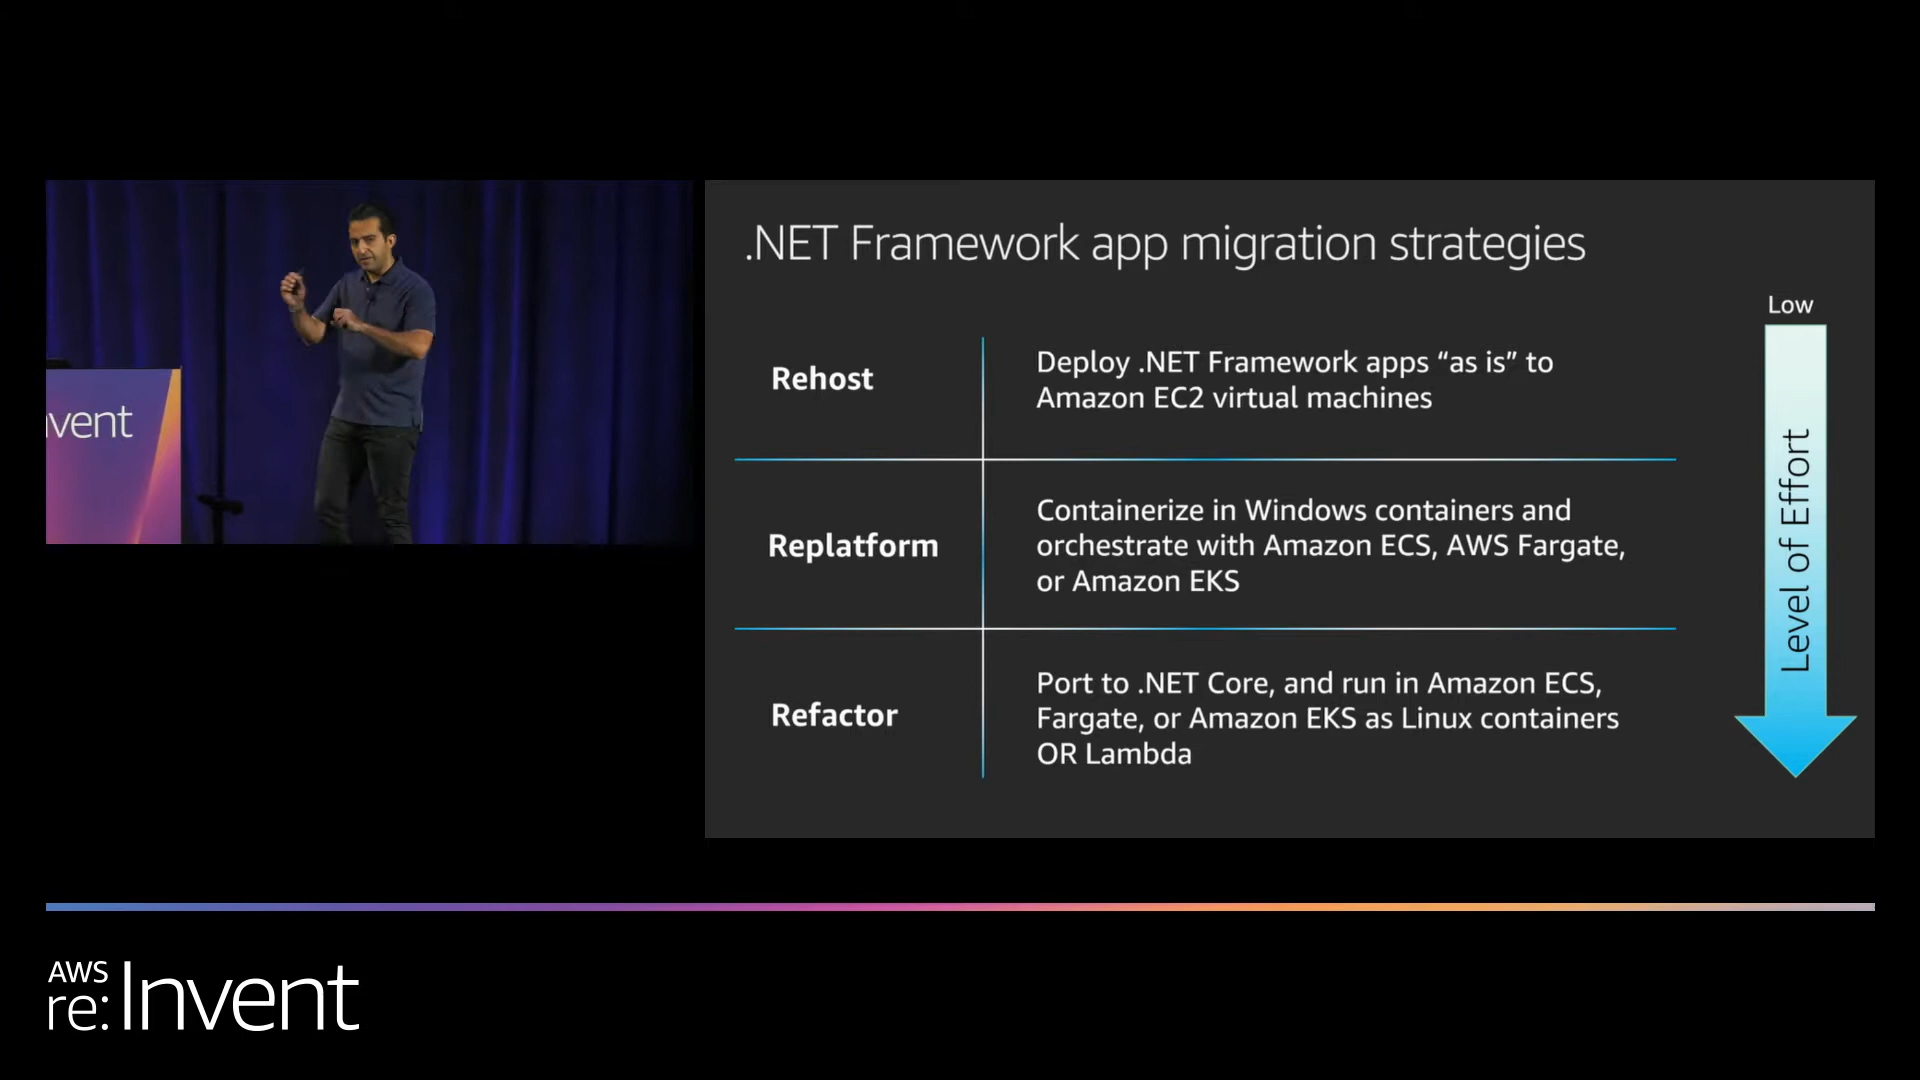 .NET Framework app migration strategies
Low
Rehost
Deploy .NET Framework apps “as is” to
Amazon EC2 virtual machines
Replatform
Containerize in Windows containers and
orchestrate with Amazon ECS, AWS Fargate,
or Amazon EKS
Refactor
Port to .NET Core, and run in Amazon ECS,
Fargate, or Amazon EKS as Linux containers
OR Lambda
Level of Effort
vent
AWS
re:Invent